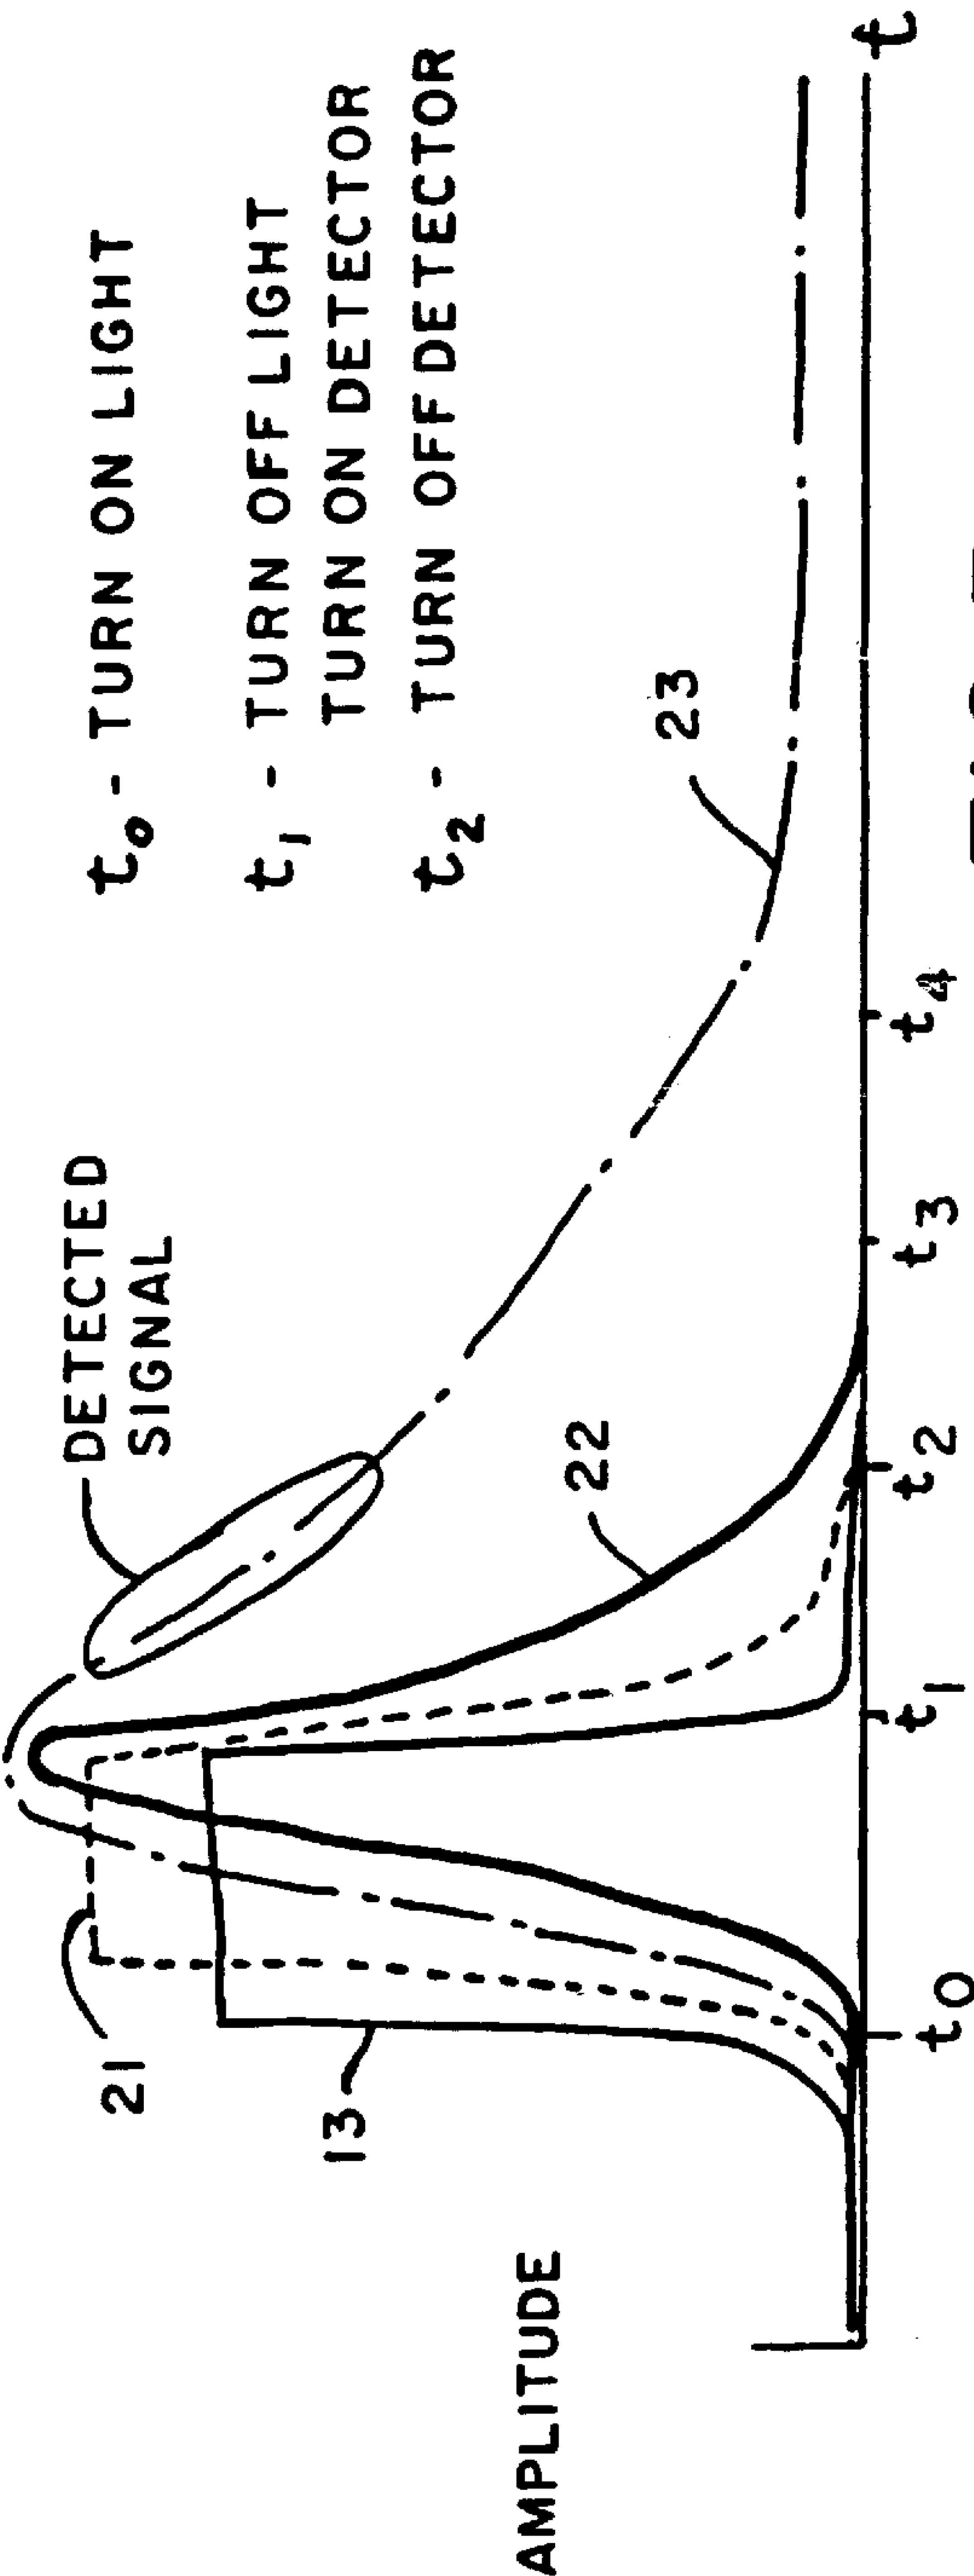 AMPLITUDE
13
21
DETECTED
SIGNAL
22
23
t₀ - TURN ON LIGHT
t₁ - TURN OFF LIGHT
TURN ON DETECTOR
t₂ - TURN OFF DETECTOR
t₀
t₁
t₂
t₃
t₄
t